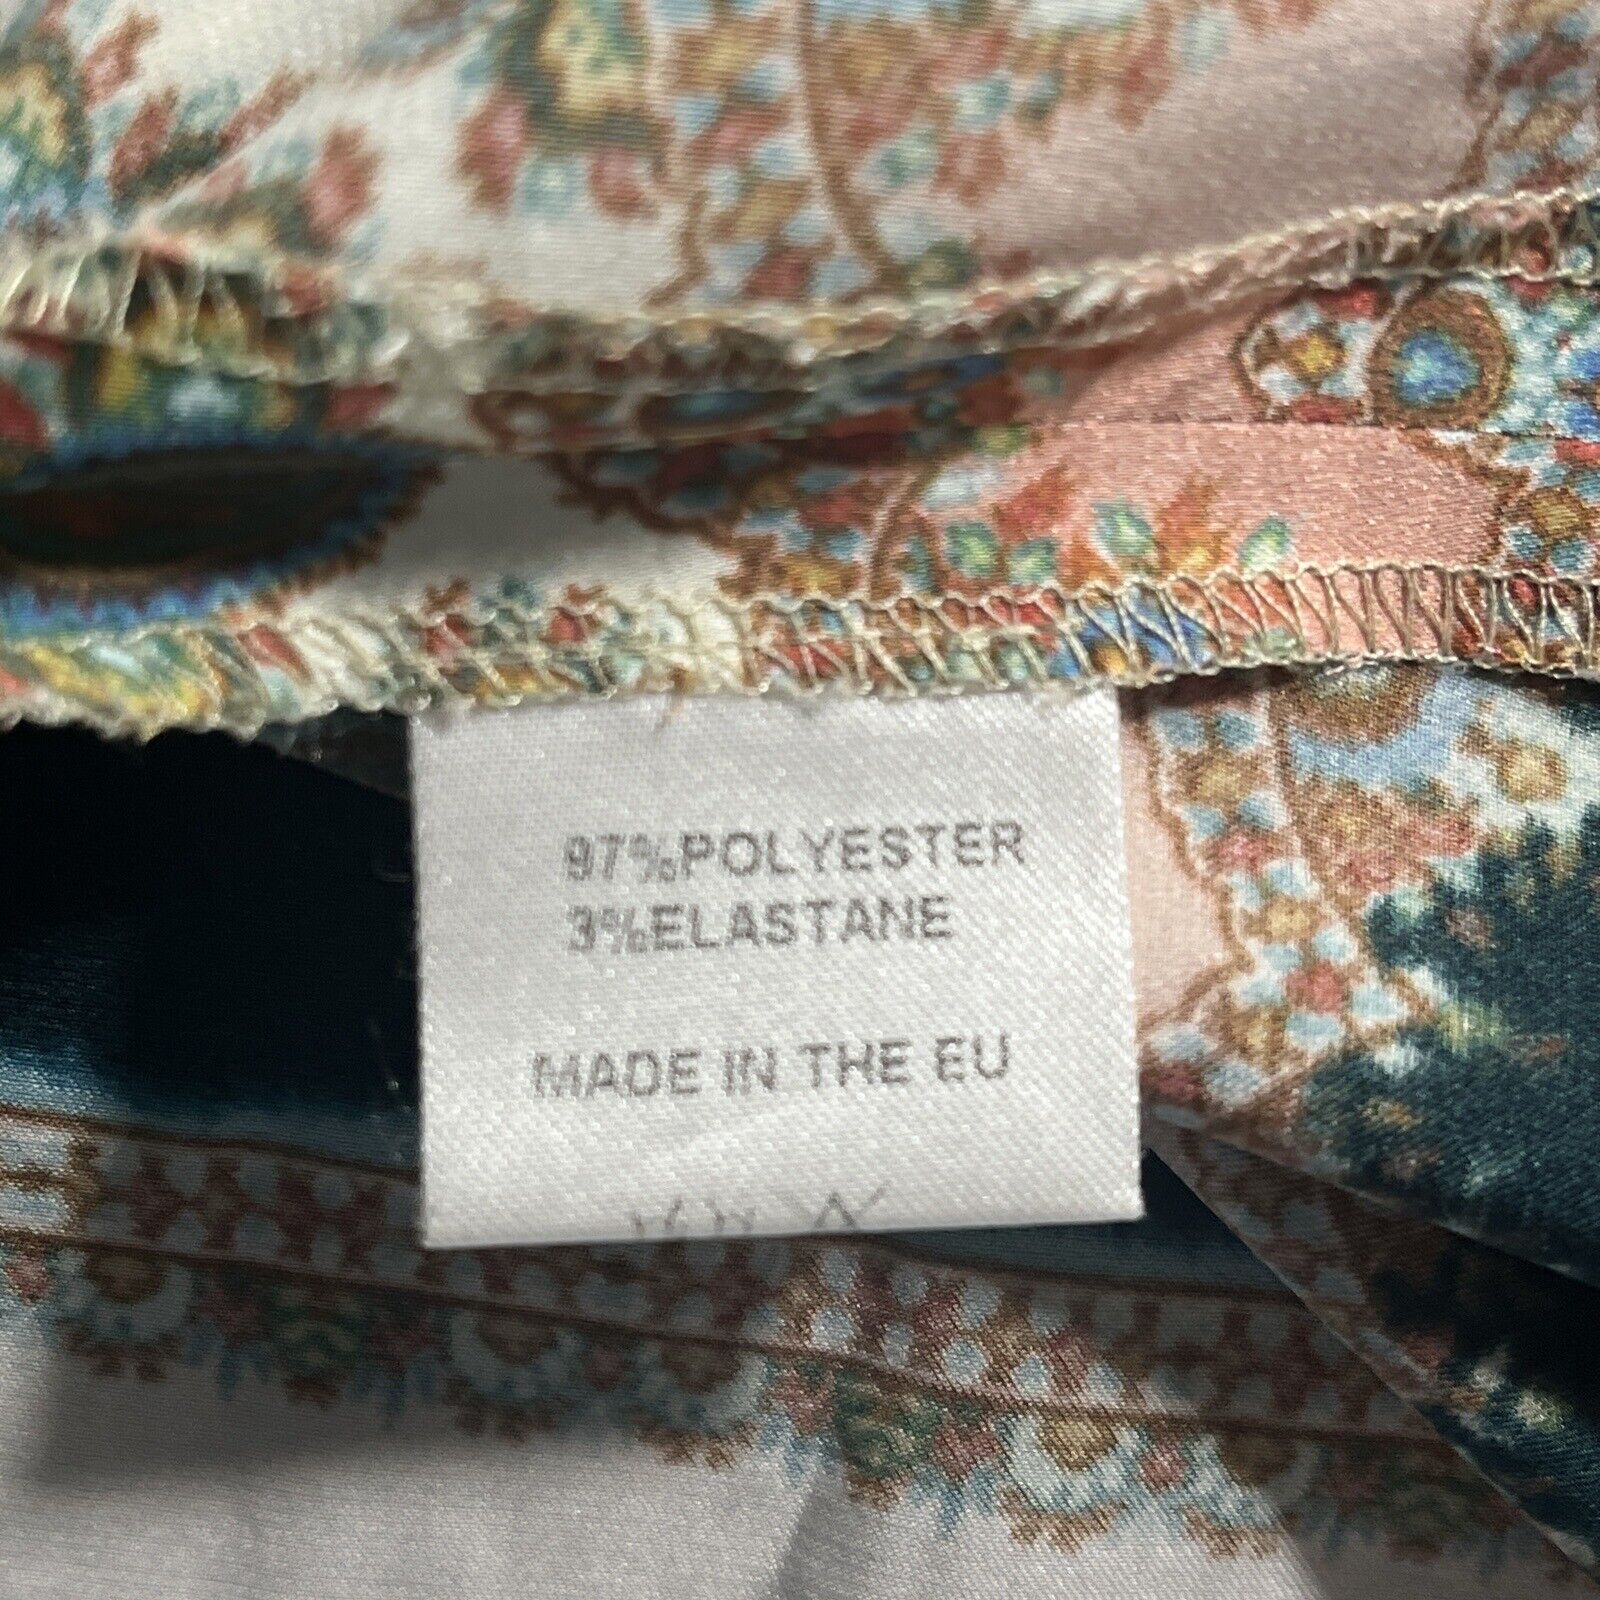 97%POLYESTER
3%ELASTANE
MADE IN THE EU